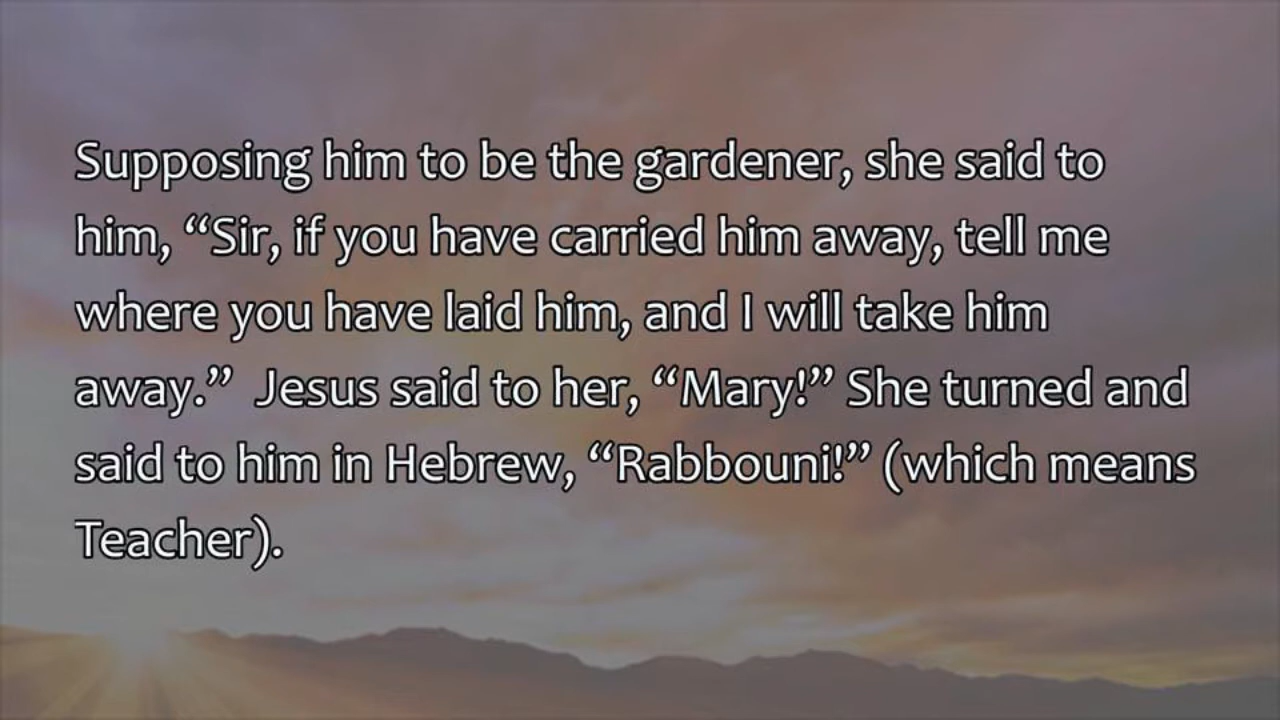 Supposing him to be the gardener, she said to
him, “Sir, if you have carried him away, tell me
where you have laid him, and I will take him
away.”  Jesus said to her, “Mary!” She turned and
said to him in Hebrew, “Rabbouni!” (which means
Teacher).